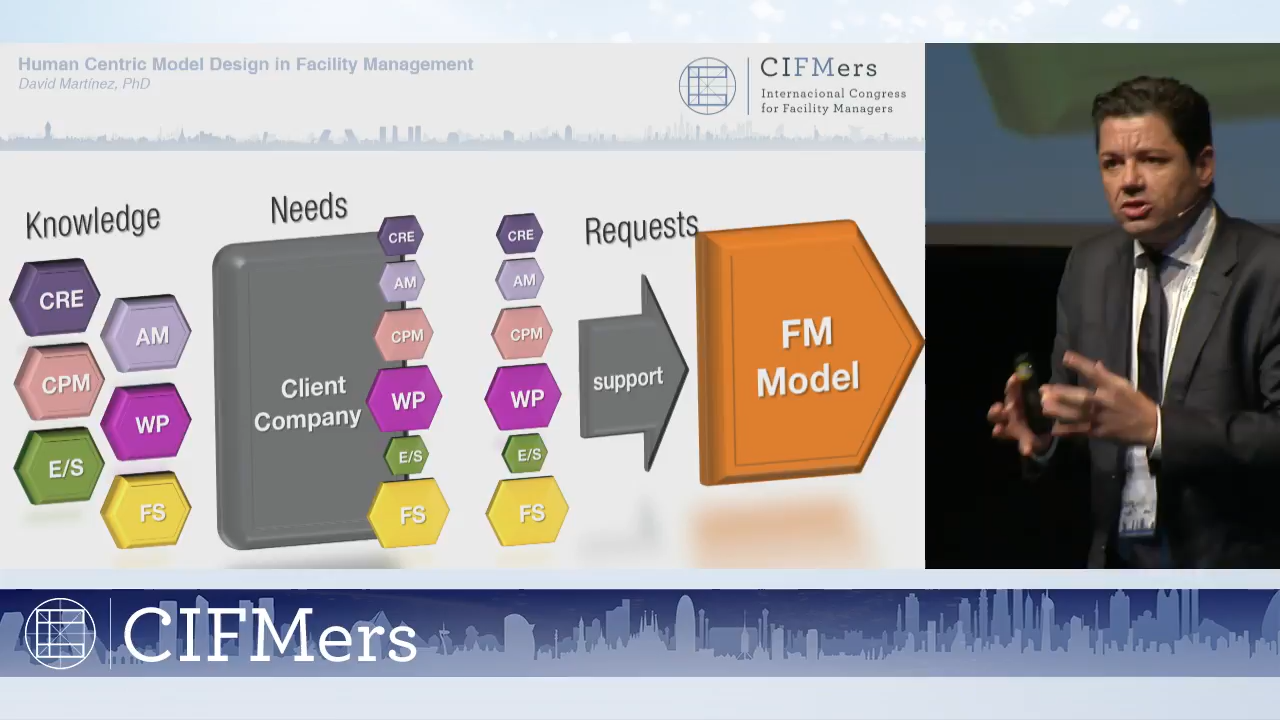 Human Centric Model Design in Facility Management
David Martínez, PhD
CIFMers
Internacional Congress
for Facility Managers
Knowledge
CRE
AM
CPM
WP
E/S
FS
Needs
Client
Company
CRE
AM
CPM
WP
E/S
FS
CRE
AM
CPM
WP
E/S
FS
Requests
support
FM
Model
CIFMers